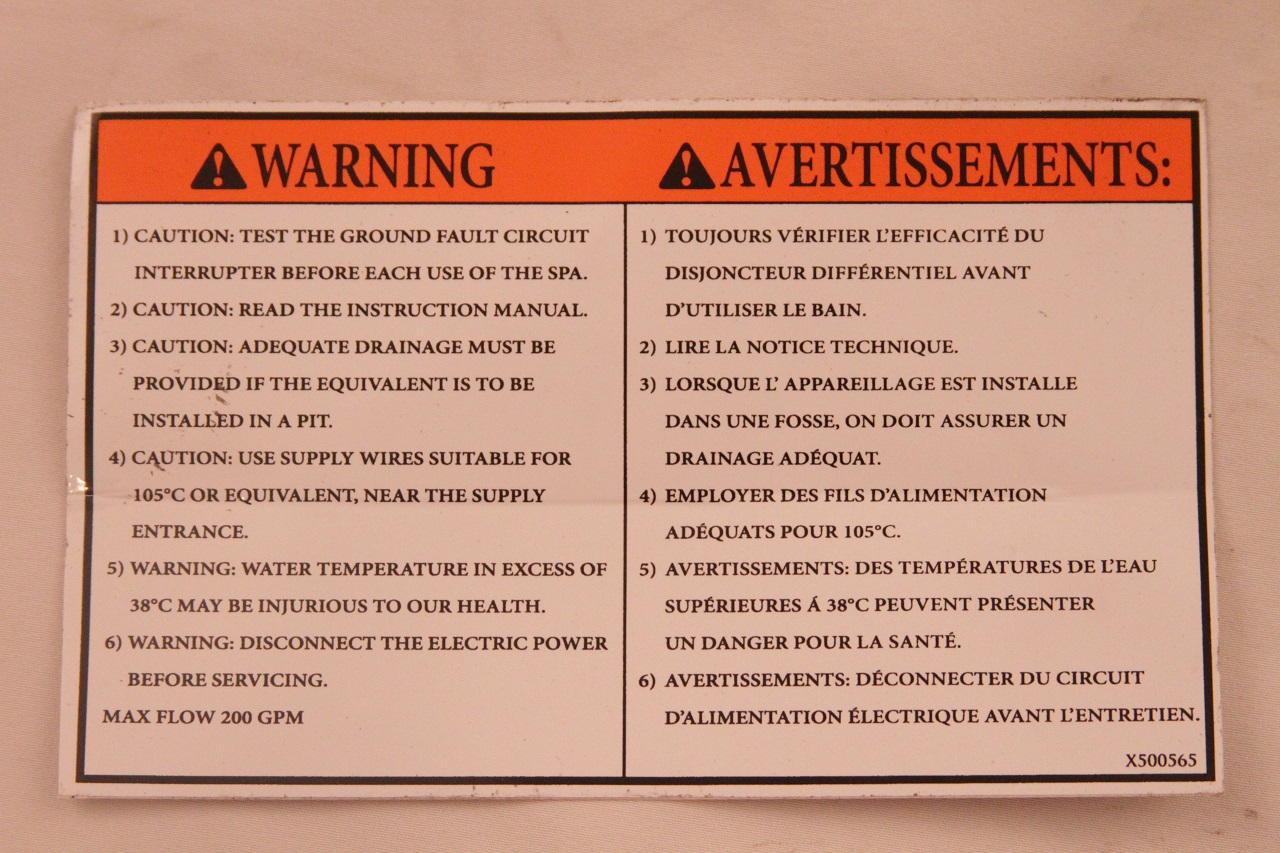 WARNING
1) CAUTION: TEST THE GROUND FAULT CIRCUIT
INTERRUPTER BEFORE EACH USE OF THE SPA.
2) CAUTION: READ THE INSTRUCTION MANUAL.
3) CAUTION: ADEQUATE DRAINAGE MUST BE
PROVIDED IF THE EQUIVALENT IS TO BE
INSTALLED IN A PIT.
4) CAUTION: USE SUPPLY WIRES SUITABLE FOR
105°C OR EQUIVALENT, NEAR THE SUPPLY
ENTRANCE.
5) WARNING: WATER TEMPERATURE IN EXCESS OF
38°C MAY BE INJURIOUS TO OUR HEALTH.
6) WARNING: DISCONNECT THE ELECTRIC POWER
BEFORE SERVICING.
MAX FLOW 200 GPM
AVERTISSEMENTS:
1) TOUJOURS VÉRIFIER L'EFFICACITÉ DU
DISJONCTEUR DIFFÉRENTIEL AVANT
D'UTILISER LE BAIN.
2) LIRE LA NOTICE TECHNIQUE.
3) LORSQUE L' APPAREILLAGE EST INSTALLE
DANS UNE FOSSE, ON DOIT ASSURER UN
DRAINAGE ADÉQUAT.
4) EMPLOYER DES FILS D'ALIMENTATION
ADÉQUATS POUR 105°C.
5) AVERTISSEMENTS: DES TEMPÉRATURES DE L'EAU
SUPÉRIEURES Á 38°C PEUVENT PRÉSENTER
UN DANGER POUR LA SANTÉ.
6) AVERTISSEMENTS: DÉCONNECTER DU CIRCUIT
D'ALIMENTATION ÉLECTRIQUE AVANT L'ENTRETIEN.
X500565